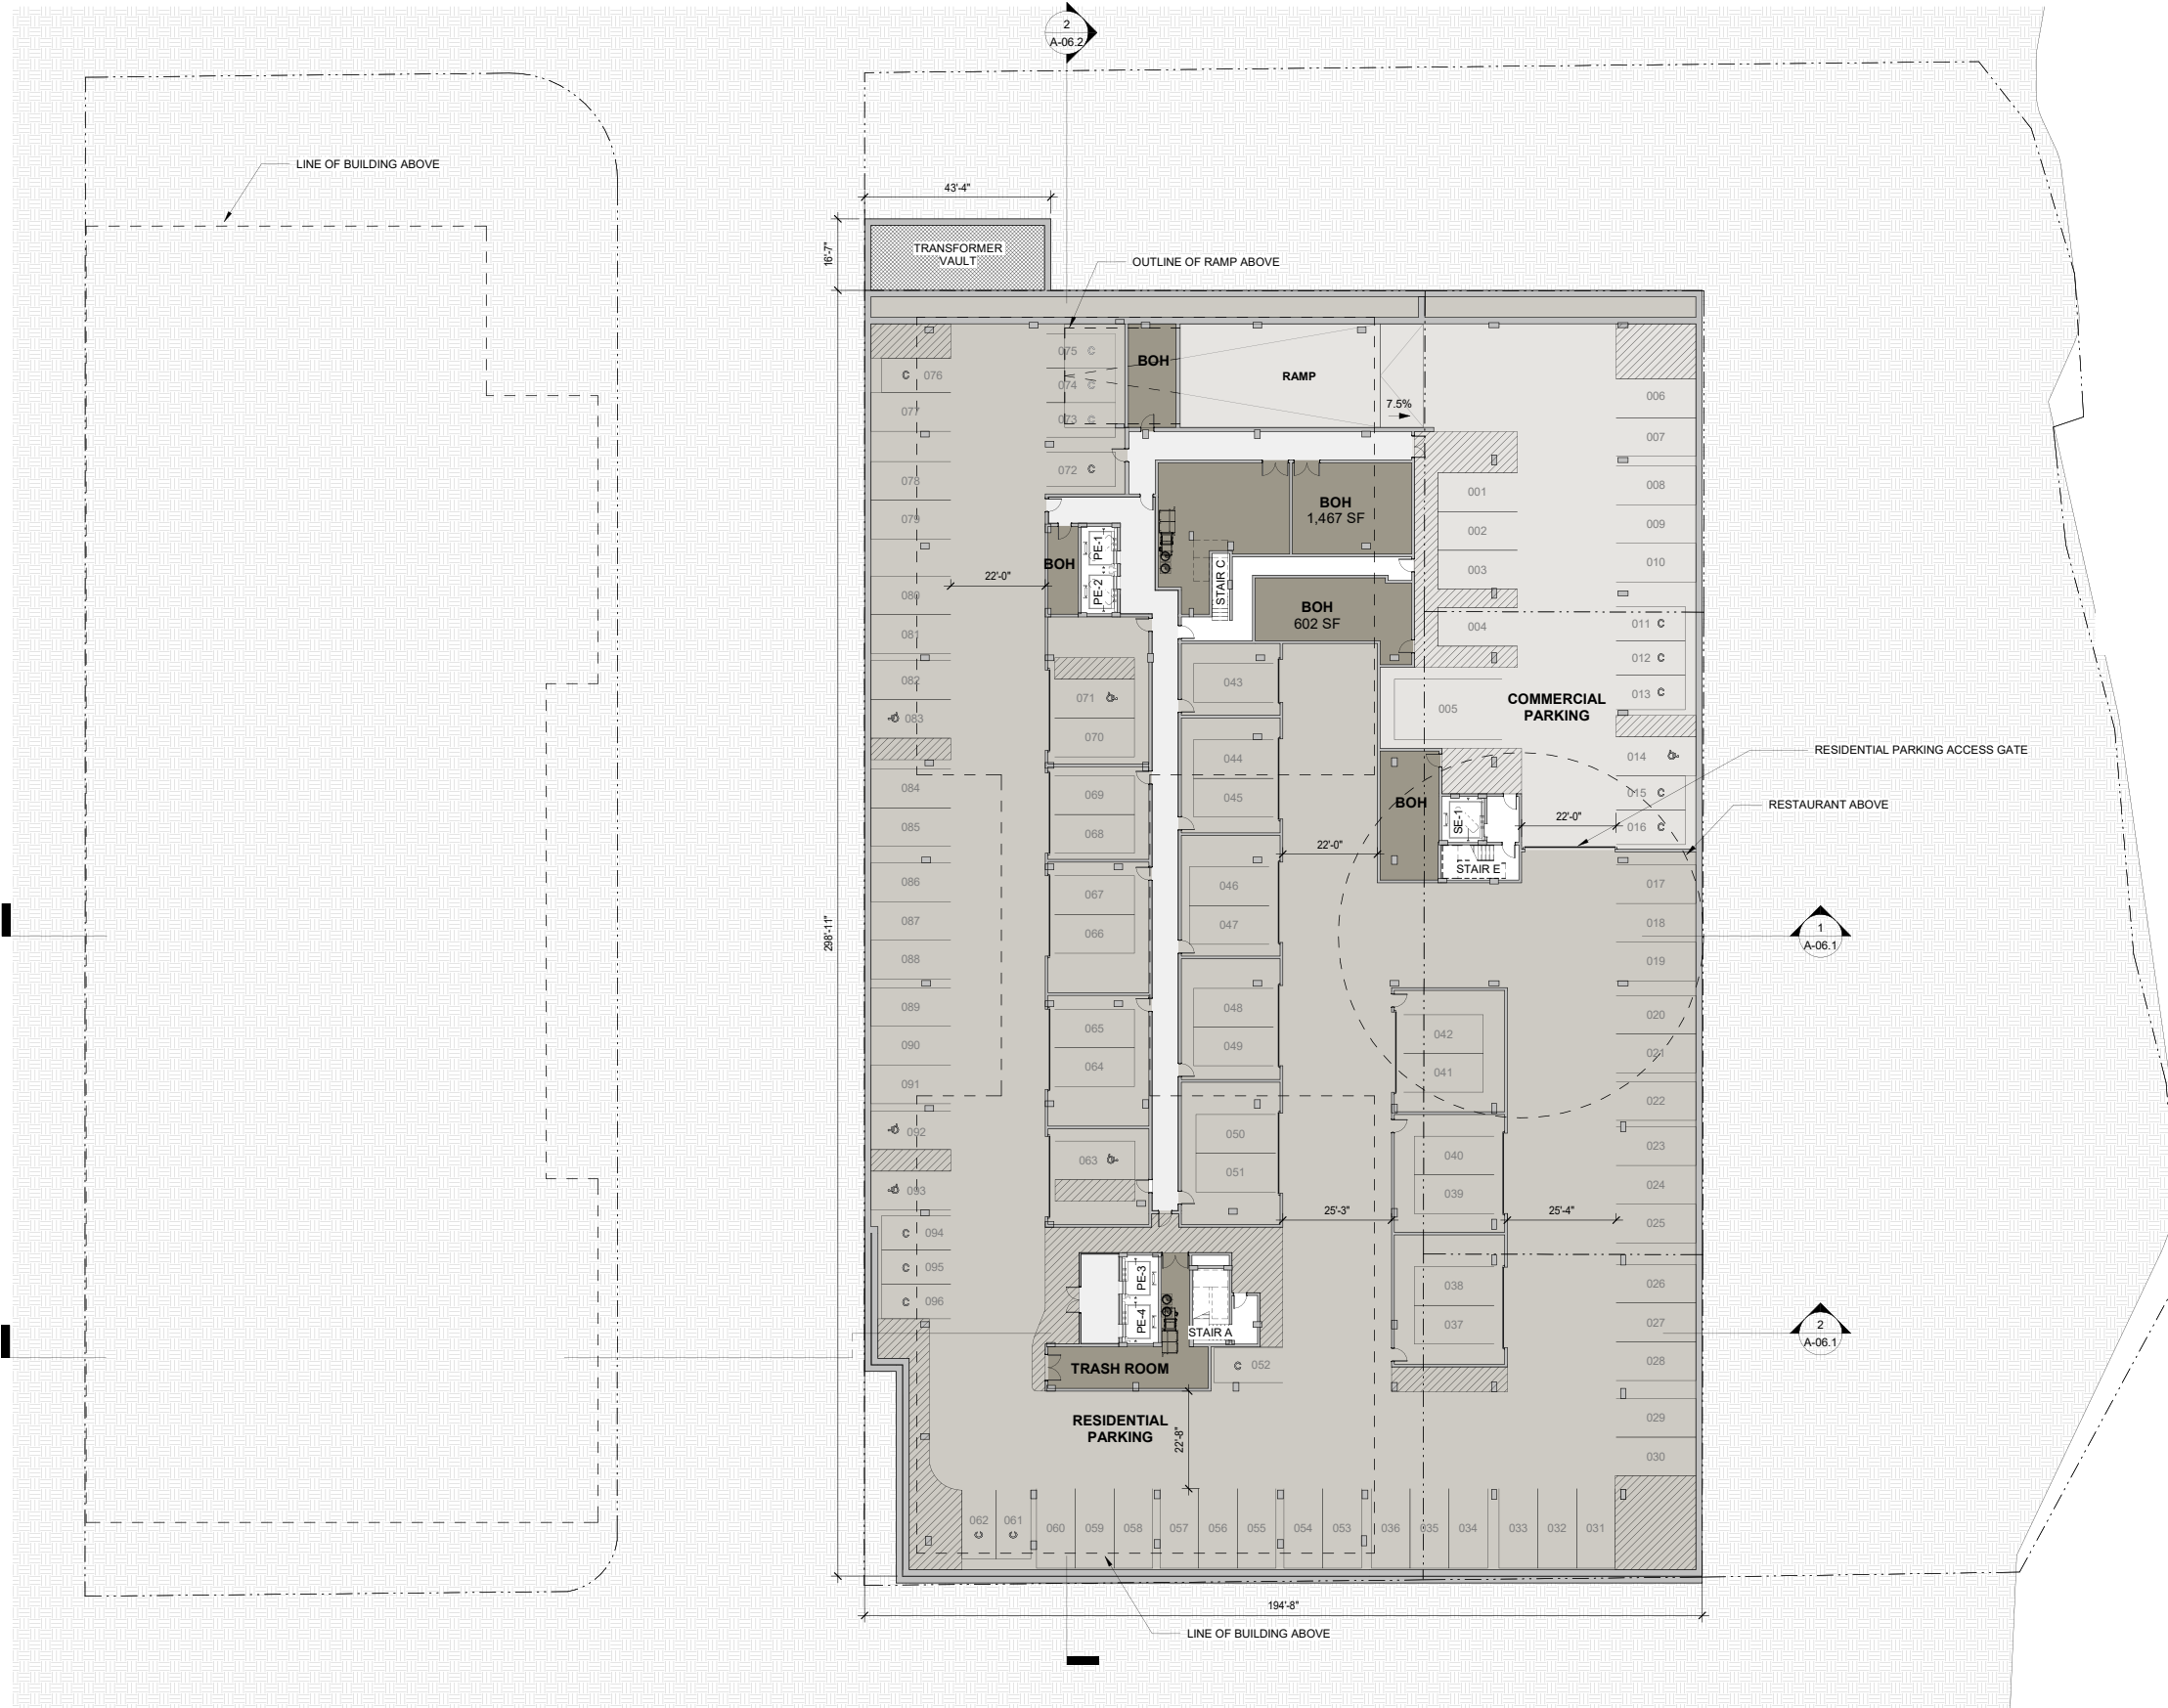 2
A-06.2
LINE OF BUILDING ABOVE
43'-4"
16'-7"
TRANSFORMER
VAULT
OUTLINE OF RAMP ABOVE
075 C
BOH
RAMP
C 076
074 C
7.5%
006
077
073 C
007
072 C
078
008
001
BOH
1,467 SF
079
009
002
PE-1
010
003
BOH
22'-0"
STAIR C
PE-2
080
BOH
602 SF
011 C
004
081
012 C
082
043
013 C
071
COMMERCIAL
PARKING
005
083
070
RESIDENTIAL PARKING ACCESS GATE
014
044
084
069
015 C
045
BOH
RESTAURANT ABOVE
085
068
SE-1
22'-0"
016 C
22'-0"
STAIR E
086
067
046
017
087
066
047
018
298'-11"
1
A-06.1
088
019
089
065
048
020
042
090
049
021
064
041
091
022
092
050
023
063
040
051
024
093
039
25'-3"
25'-4"
025
C 094
C 095
PE-3
038
026
C 096
PE-4
STAIR A
037
027
2
A-06.1
TRASH ROOM
C 052
028
RESIDENTIAL
PARKING
22'-8"
029
030
062 C
061 C
060
059
058
057
056
055
054
053
036
035
034
033
032
031
194'-8"
LINE OF BUILDING ABOVE